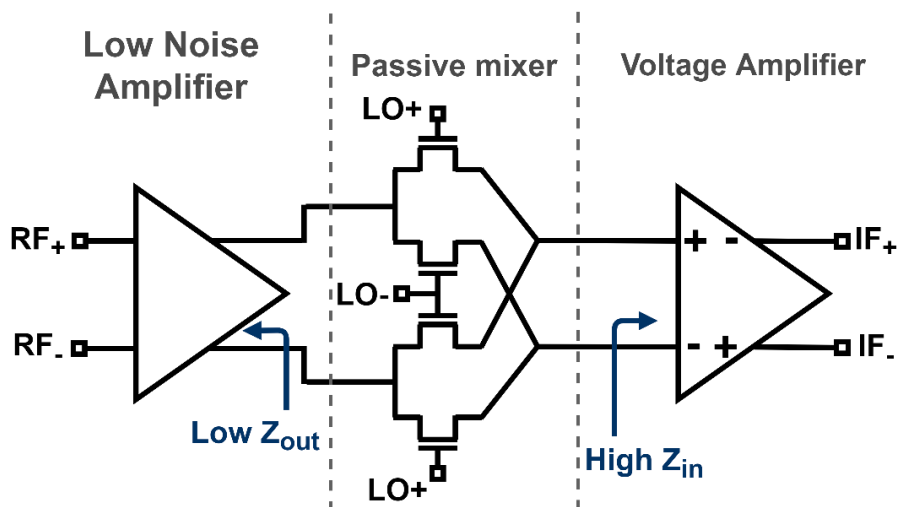 Low Noise
Amplifier
Passive mixer
Voltage Amplifier
LO+
RF+
+ -
IF+
LO-
RF-
- +
IF-
Low Zout
High Zin
LO+